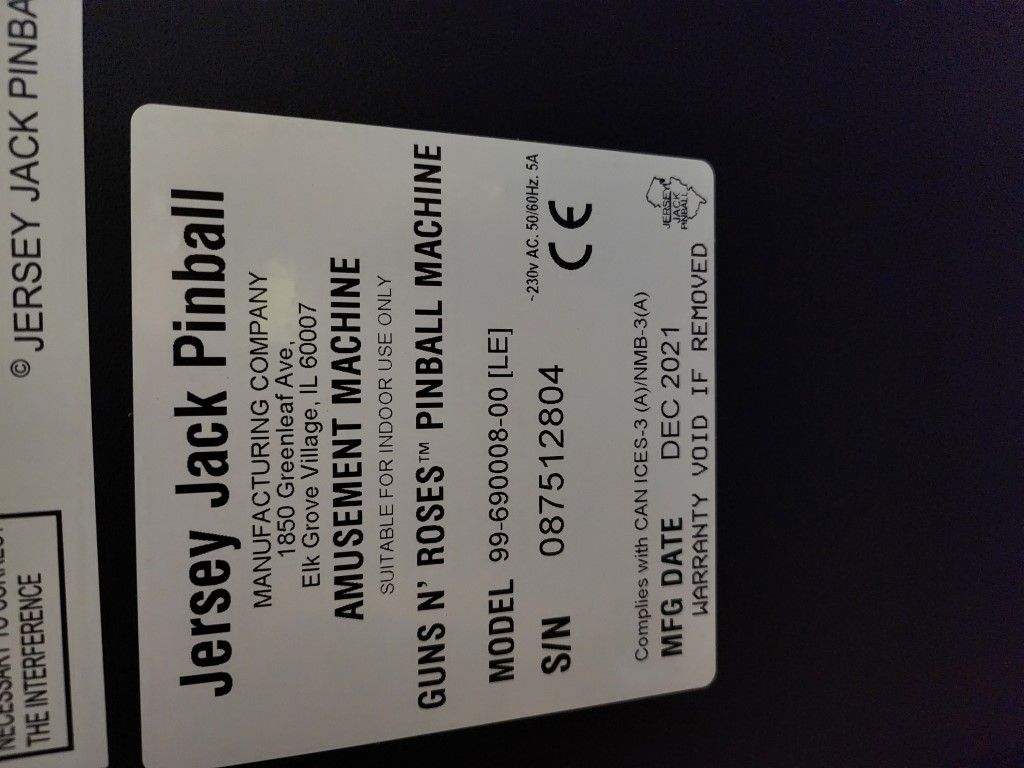 © JERSEY JACK PINBA
THE INTERFERENCE
Jersey Jack Pinball
MANUFACTURING COMPANY
1850 Greenleaf Ave,
Elk Grove Village, IL 60007
AMUSEMENT MACHINE
SUITABLE FOR INDOOR USE ONLY
GUNS N' ROSES™ PINBALL MACHINE
MODEL 99-690008-00 [LE]
S/N 087512804
~230v AC. 50/60Hz. 5A
CE
Complies with CAN ICES-3 (A)/NMB-3(A)
MFG DATE DEC 2021
WARRANTY VOID IF REMOVED
JERSEY
JACK
PINBALL